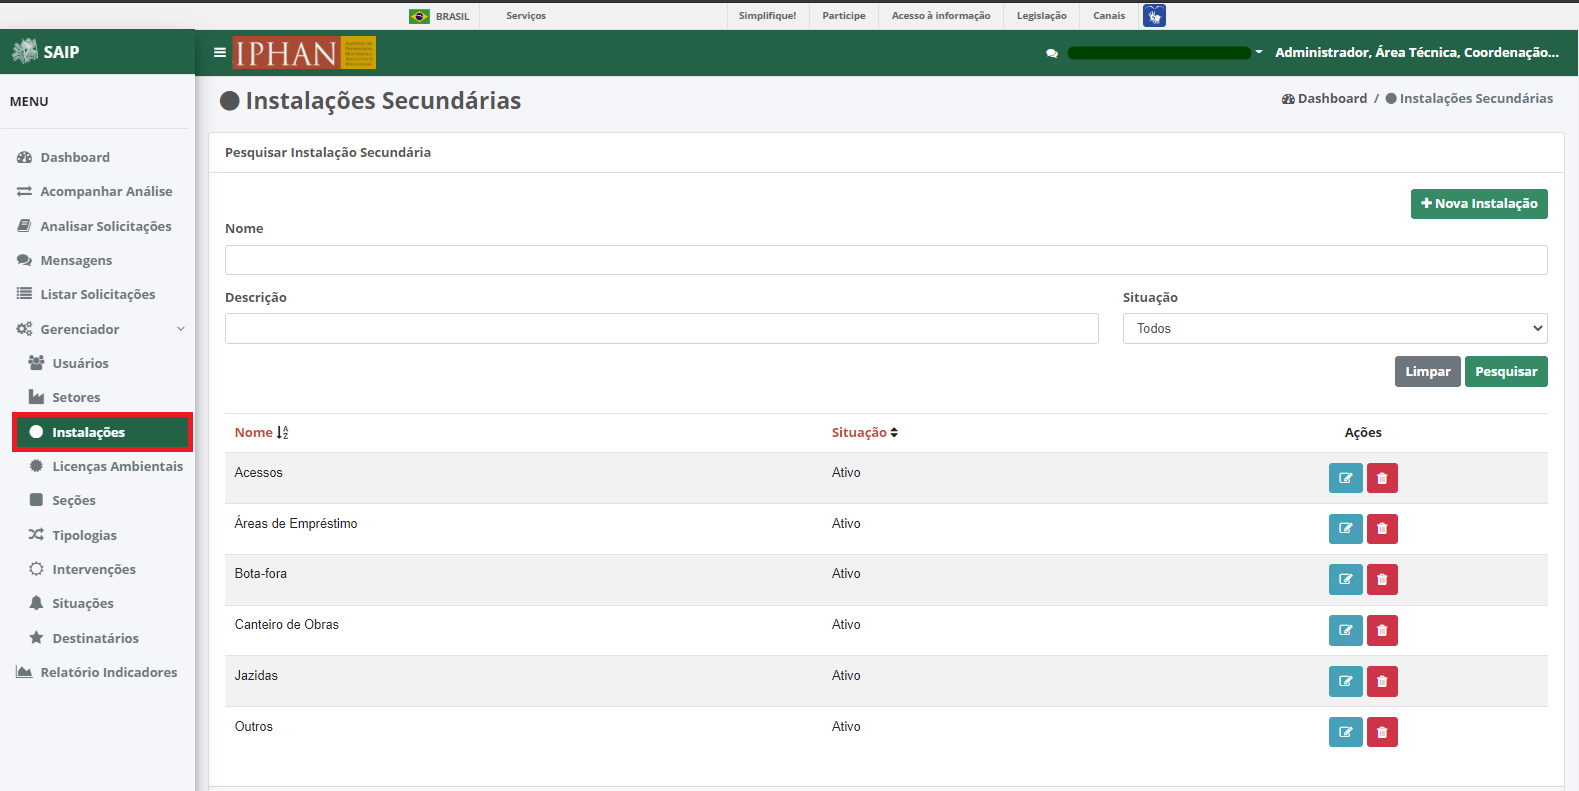 BRASIL Serviços Simplifique! Participe Acesso à informação Legislação Canais
SAIP
IPHAN
Administrador, Área Técnica, Coordenação...
MENU
Dashboard
Acompanhar Análise
Analisar Solicitações
Mensagens
Listar Solicitações
Gerenciador
Usuários
Setores
Instalações
Licenças Ambientais
Seções
Tipologias
Intervenções
Situações
Destinatários
Relatório Indicadores
Instalações Secundárias
Dashboard / Instalações Secundárias
Pesquisar Instalação Secundária
Nova Instalação
Nome
Descrição Situação
Todos
Limpar Pesquisar
Nome Situação Ações
Acessos Ativo
Áreas de Empréstimo Ativo
Bota-fora Ativo
Canteiro de Obras Ativo
Jazidas Ativo
Outros Ativo